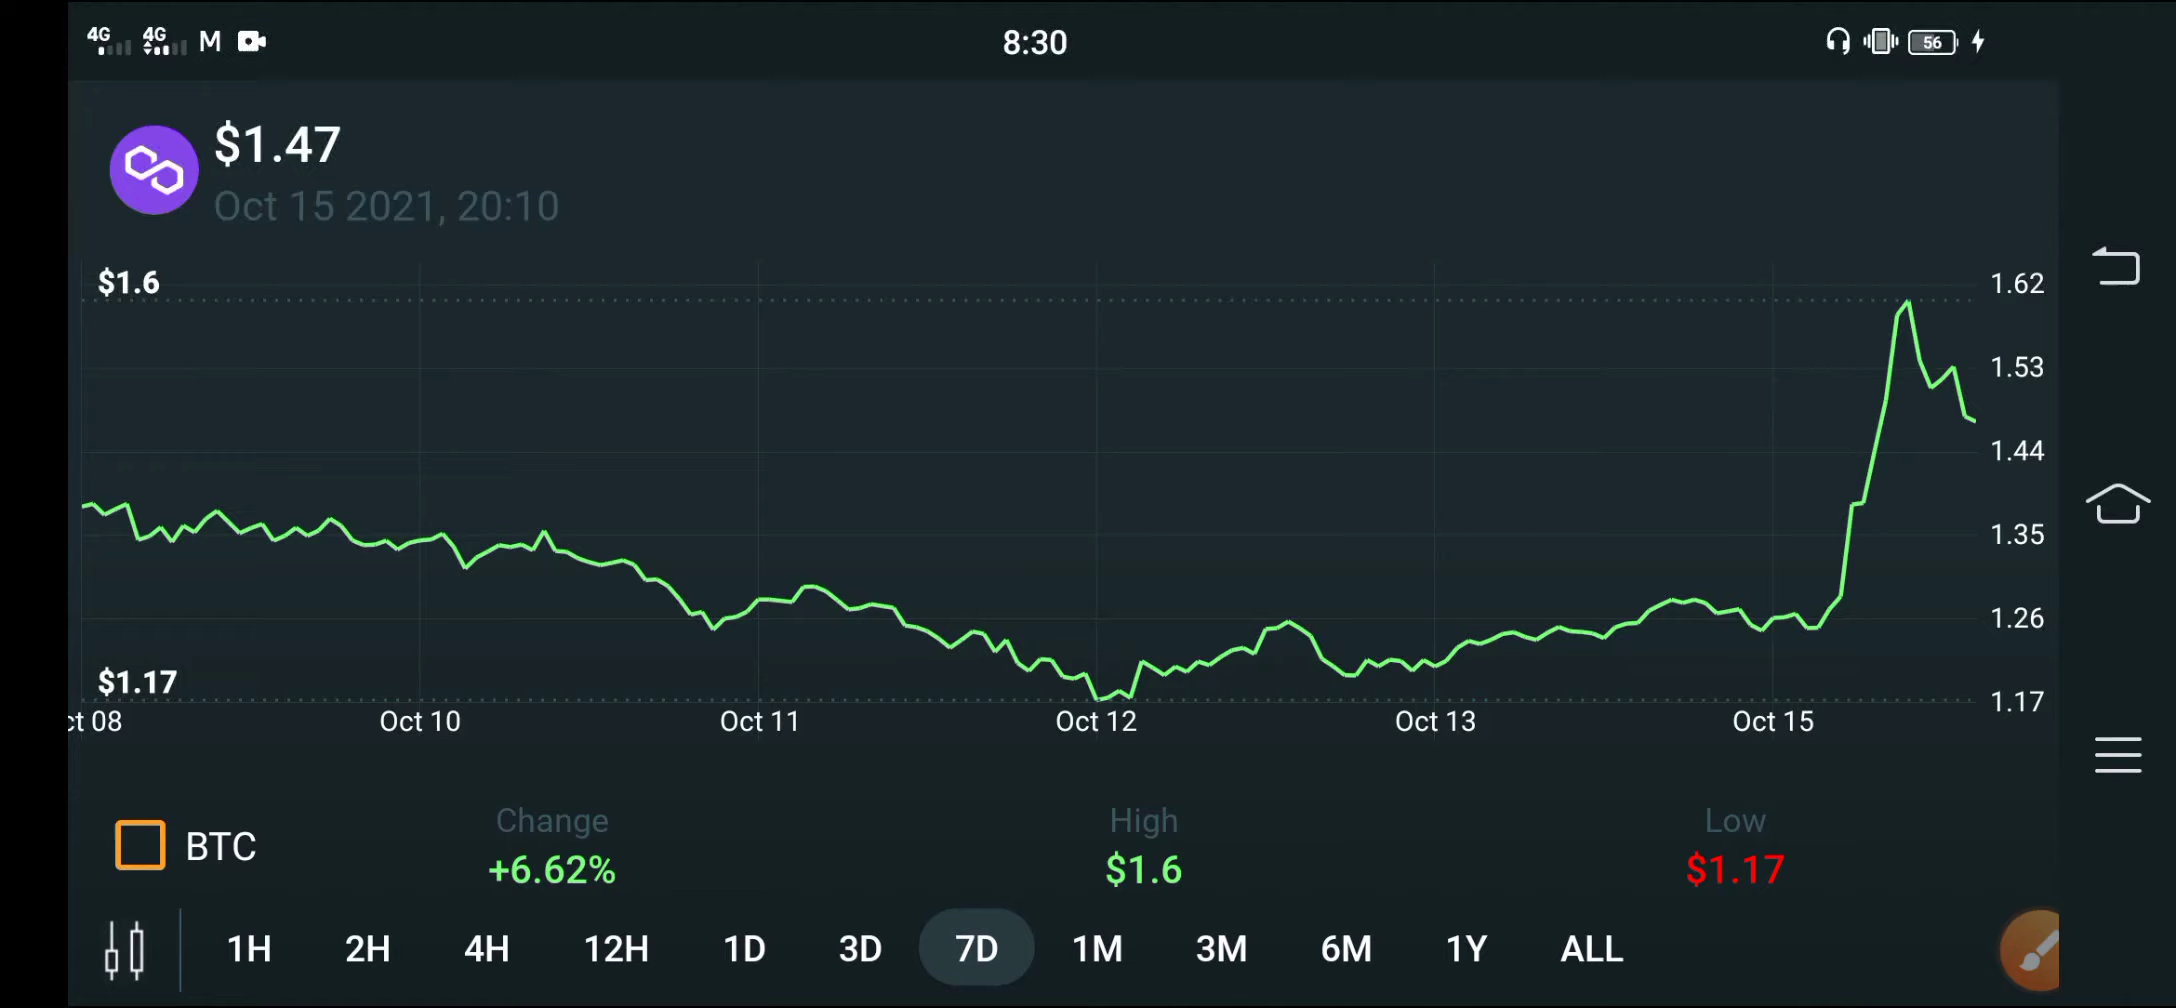 4G 4G M 8:30 56
$1.47
Oct 15 2021, 20:10
$1.6
1.62
1.53
1.44
1.35
1.26
$1.17
1.17
ct 08 Oct 10 Oct 11 Oct 12 Oct 13 Oct 15
Change High Low
BTC +6.62% $1.6 $1.17
1H 2H 4H 12H 1D 3D 7D 1M 3M 6M 1Y ALL